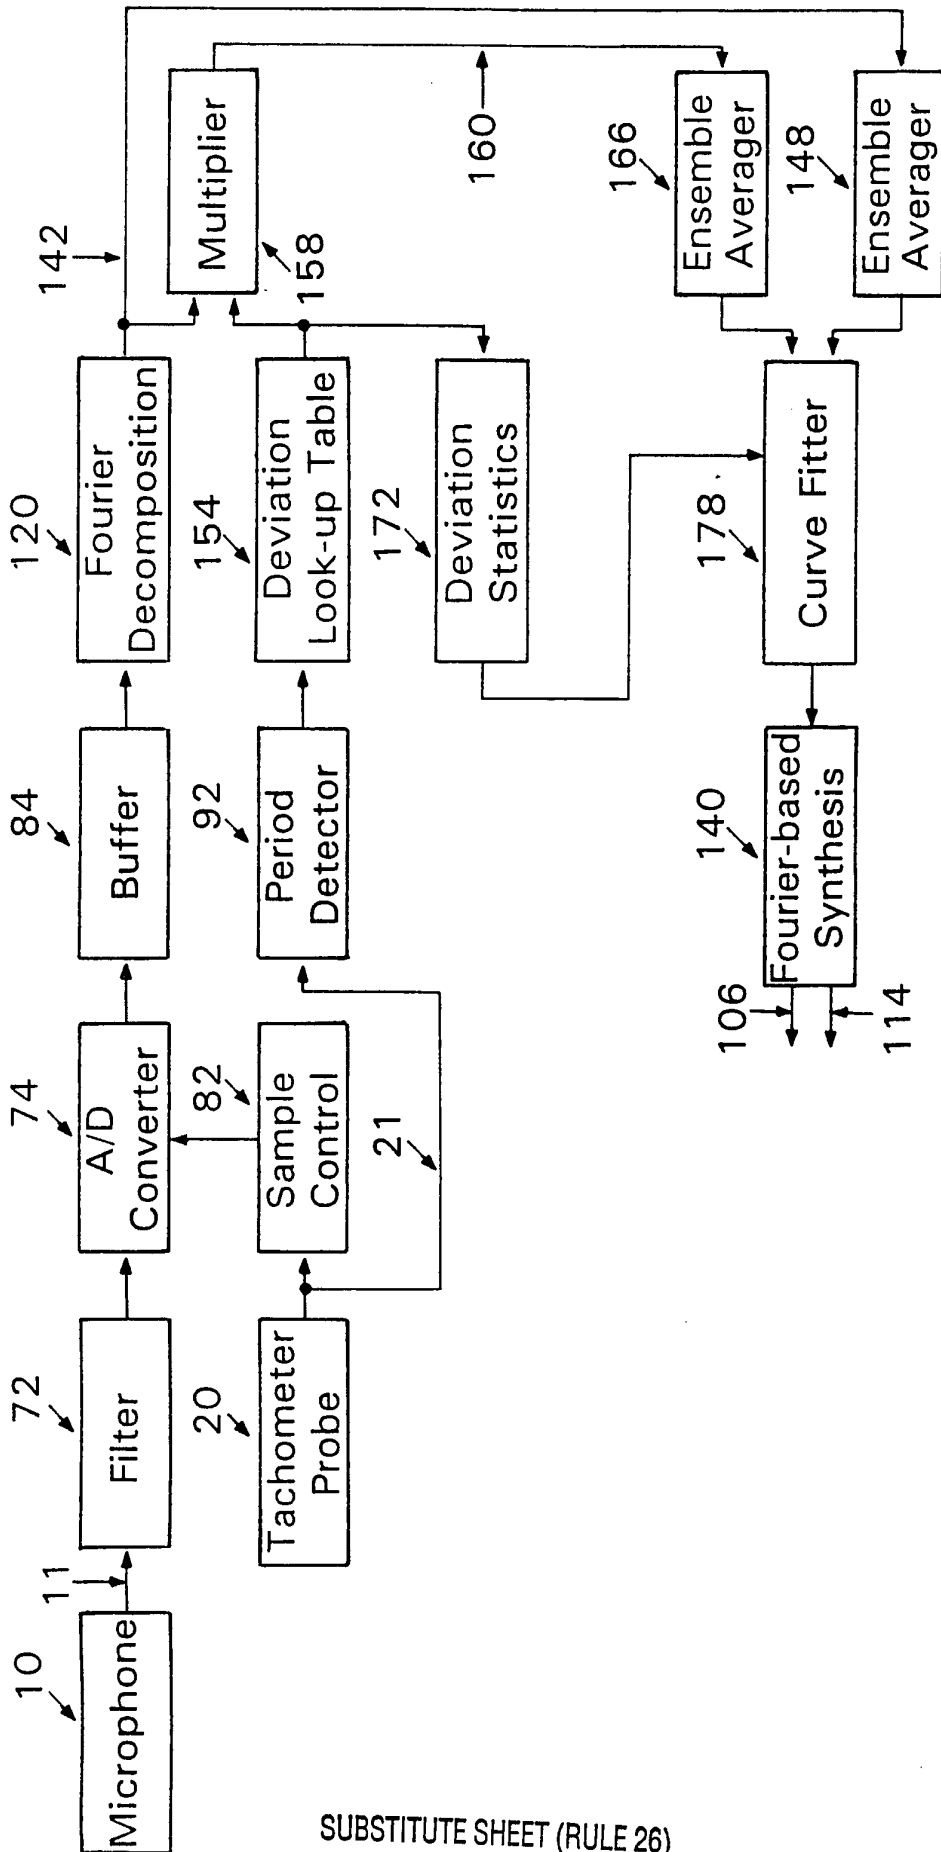 10
Microphone
11
72
Filter
74
A/D
Converter
84
Buffer
120
Fourier
Decomposition
142
Multiplier
158
20
Tachometer
Probe
82
Sample
Control
21
92
Period
Detector
154
Deviation
Look-up Table
172
Deviation
Statistics
160
166
Ensemble
Averager
148
Ensemble
Averager
178
Curve Fitter
140
Fourier-based
Synthesis
106
114
SUBSTITUTE SHEET (RULE 26)